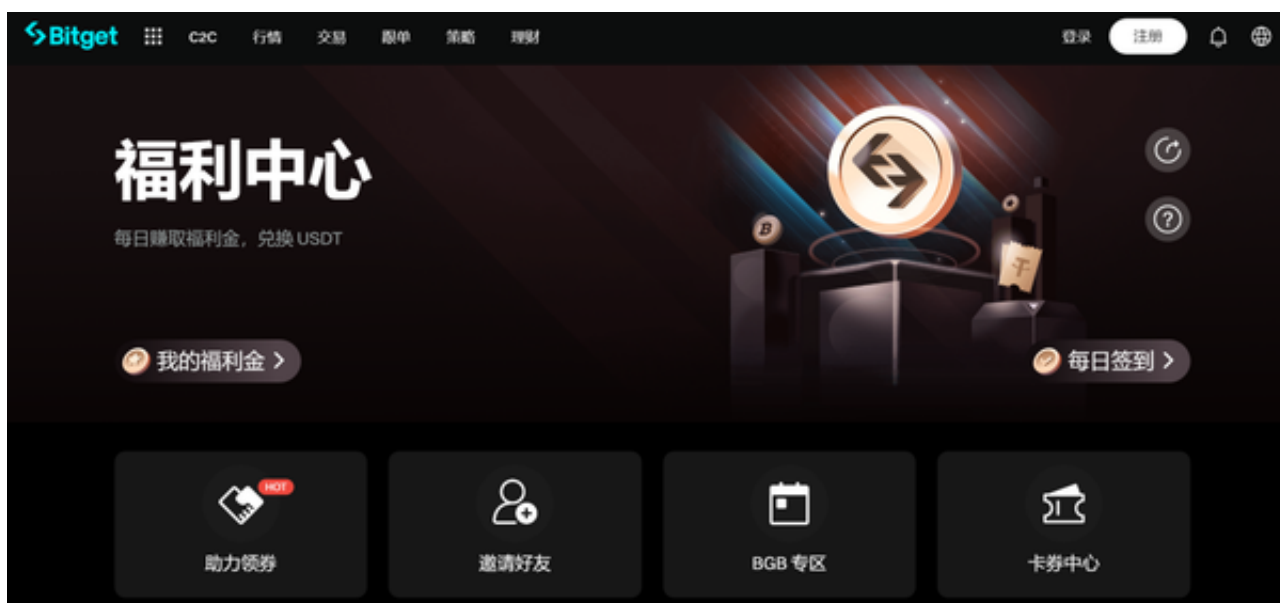 Bitget C2C 行情 交易 跟单 策略 理财 登录 注册
福利中心
每日赚取福利金，兑换 USDT
我的福利金 每日签到
HOT
助力领券 邀请好友 BGB 专区 卡券中心